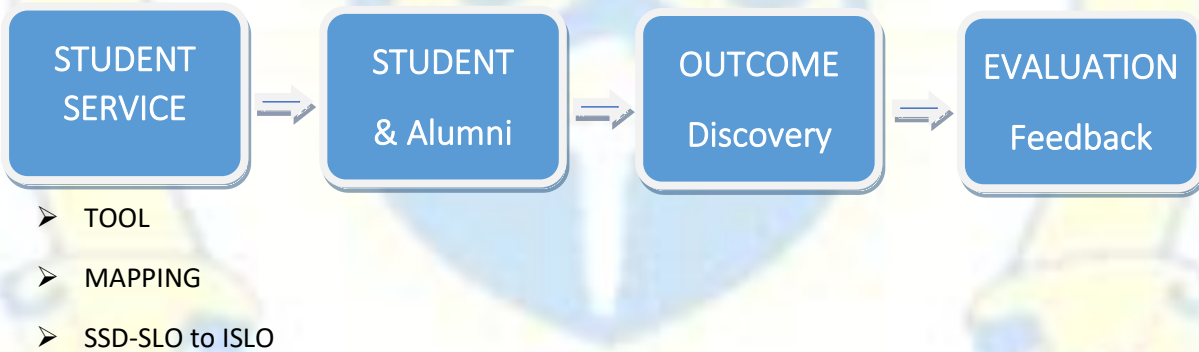 STUDENT
SERVICE
STUDENT
& Alumni
OUTCOME
Discovery
EVALUATION
Feedback
➢ TOOL
➢ MAPPING
➢ SSD-SLO to ISLO